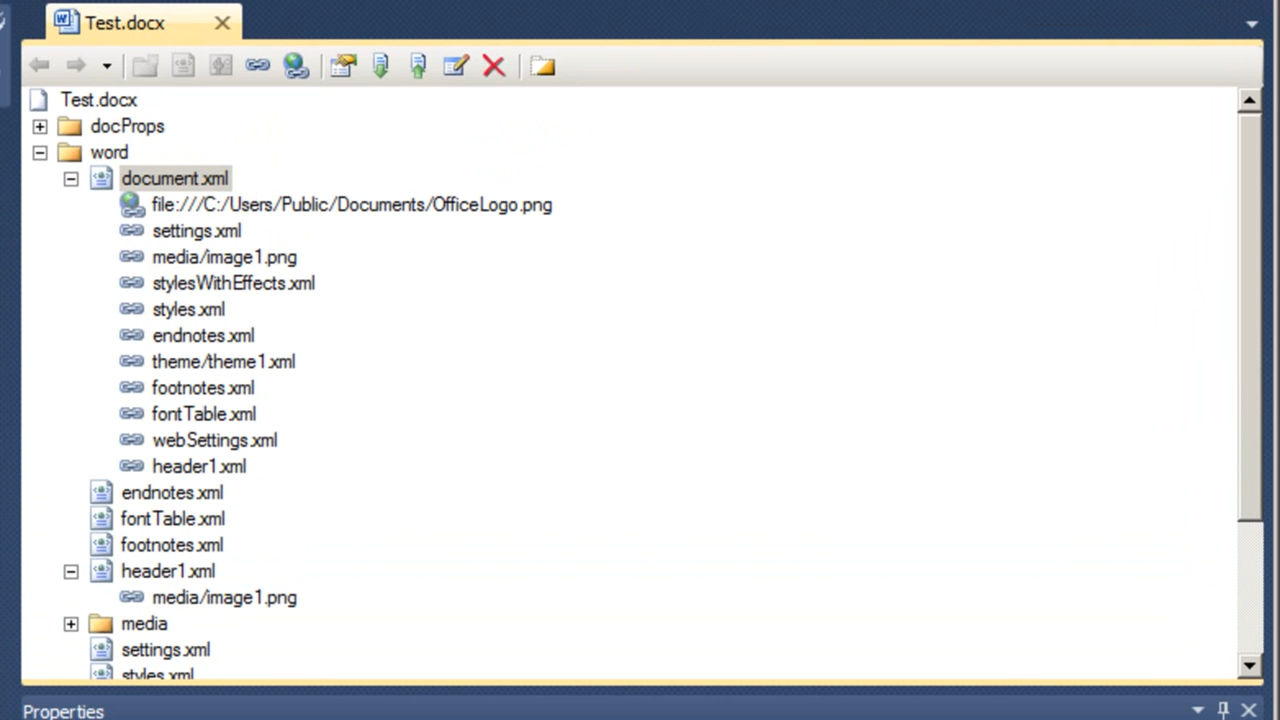 Test.docx
Test.docx
docProps
word
document.xml
file:///C:/Users/Public/Documents/OfficeLogo.png
settings.xml
media/image1.png
stylesWithEffects.xml
styles.xml
endnotes.xml
theme/theme1.xml
footnotes.xml
fontTable.xml
webSettings.xml
header1.xml
endnotes.xml
fontTable.xml
footnotes.xml
header1.xml
media/image1.png
media
settings.xml
styles.xml
Properties